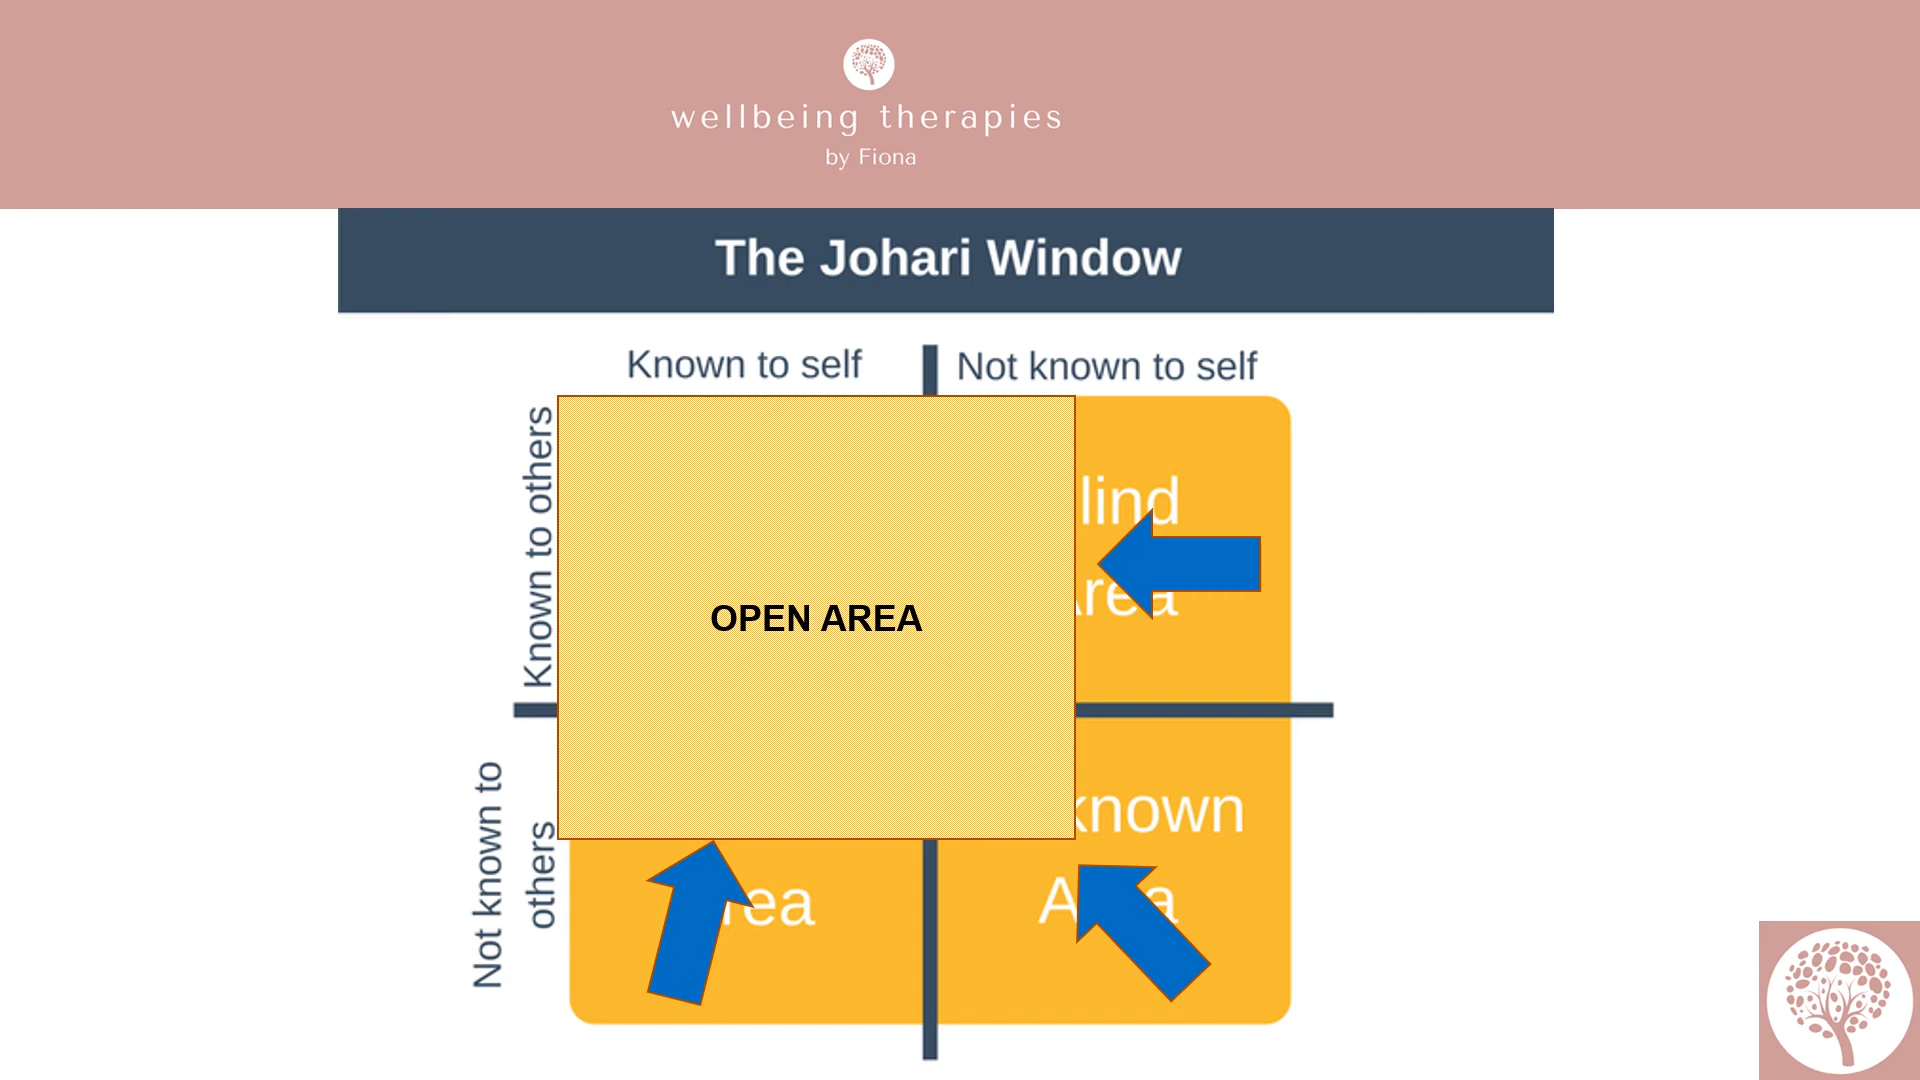 wellbeing therapies
by Fiona
The Johari Window
Known to self
Not known to self
Known to others
OPEN AREA
lind
rea
Not known to
others
known
rea
A a